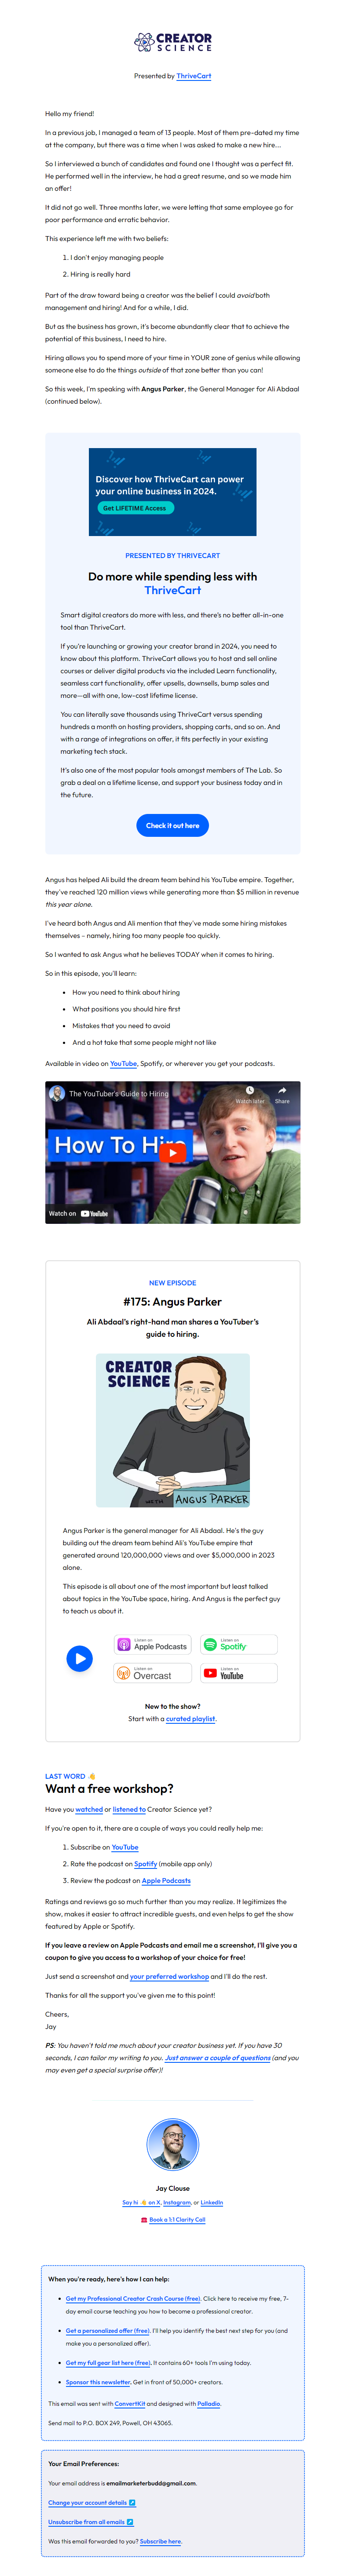 CREATOR
SCIENCE
Presented by ThriveCart
Hello my friend!
In a previous job, I managed a team of 13 people. Most of them pre-dated my time
at the company, but there was a time when I was asked to make a new hire...
So I interviewed a bunch of candidates and found one I thought was a perfect fit.
He performed well in the interview, he had a great resume, and so we made him
an offer!
It did not go well. Three months later, we were letting that same employee go for
poor performance and erratic behavior.
This experience left me with two beliefs:
1. I don't enjoy managing people
2. Hiring is really hard
Part of the draw toward being a creator was the belief I could avoid both
management and hiring! And for a while, I did.
But as the business has grown, it's become abundantly clear that to achieve the
potential of this business, I need to hire.
Hiring allows you to spend more of your time in YOUR zone of genius while allowing
someone else to do the things outside of that zone better than you can!
So this week, I'm speaking with Angus Parker, the General Manager for Ali Abdaal
(continued below).
Discover how ThriveCart can power
your online business in 2024.
Get LIFETIME Access
PRESENTED BY THRIVECART
Do more while spending less with
ThriveCart
Smart digital creators do more with less, and there's no better all-in-one
tool than ThriveCart.
If you're launching or growing your creator brand in 2024, you need to
know about this platform. ThriveCart allows you to host and sell online
courses or deliver digital products via the included Learn functionality,
seamless cart functionality, offer upsells, downsells, bump sales and
more—all with one, low-cost lifetime license.
You can literally save thousands using ThriveCart versus spending
hundreds a month on hosting providers, shopping carts, and so on. And
with a range of integrations on offer, it fits perfectly in your existing
marketing tech stack.
It's also one of the most popular tools amongst members of The Lab. So
grab a deal on a lifetime license, and support your business today and in
the future.
Check it out here
Angus has helped Ali build the dream team behind his YouTube empire. Together,
they've reached 120 million views while generating more than $5 million in revenue
this year alone.
I've heard both Angus and Ali mention that they've made some hiring mistakes
themselves – namely, hiring too many people too quickly.
So I wanted to ask Angus what he believes TODAY when it comes to hiring.
So in this episode, you'll learn:
• How you need to think about hiring
• What positions you should hire first
• Mistakes that you need to avoid
• And a hot take that some people might not like
Available in video on YouTube, Spotify, or wherever you get your podcasts.
The YouTuber's Guide to Hiring
Watch later
Share
How To Hire
Watch on YouTube
NEW EPISODE
#175: Angus Parker
Ali Abdaal's right-hand man shares a YouTuber's
guide to hiring.
CREATOR
SCIENCE
WITH ANGUS PARKER
Angus Parker is the general manager for Ali Abdaal. He's the guy
building out the dream team behind Ali's YouTube empire that
generated around 120,000,000 views and over $5,000,000 in 2023
alone.
This episode is all about one of the most important but least talked
about topics in the YouTube space, hiring. And Angus is the perfect guy
to teach us about it.
Listen on Apple Podcasts
Listen on Spotify
Listen on Overcast
Listen on YouTube
New to the show?
Start with a curated playlist.
LAST WORD 👋
Want a free workshop?
Have you watched or listened to Creator Science yet?
If you're open to it, there are a couple of ways you could really help me:
1. Subscribe on YouTube
2. Rate the podcast on Spotify (mobile app only)
3. Review the podcast on Apple Podcasts
Ratings and reviews go so much further than you may realize. It legitimizes the
show, makes it easier to attract incredible guests, and even helps to get the show
featured by Apple or Spotify.
If you leave a review on Apple Podcasts and email me a screenshot, I'll give you a
coupon to give you access to a workshop of your choice for free!
Just send a screenshot and your preferred workshop and I'll do the rest.
Thanks for all the support you've given me to this point!
Cheers,
Jay
PS: You haven't told me much about your creator business yet. If you have 30
seconds, I can tailor my writing to you. Just answer a couple of questions (and you
may even get a special surprise offer)!
Jay Clouse
Say hi 👋 on X, Instagram, or LinkedIn
☎️ Book a 1:1 Clarity Call
When you're ready, here's how I can help:
• Get my Professional Creator Crash Course (free). Click here to receive my free, 7-
day email course teaching you how to become a professional creator.
• Get a personalized offer (free). I'll help you identify the best next step for you (and
make you a personalized offer).
• Get my full gear list here (free). It contains 60+ tools I'm using today.
• Sponsor this newsletter. Get in front of 50,000+ creators.
This email was sent with ConvertKit and designed with Palladio.
Send mail to P.O. BOX 249, Powell, OH 43065.
Your Email Preferences:
Your email address is emailmarketerbudd@gmail.com.
Change your account details ↗️
Unsubscribe from all emails ↗️
Was this email forwarded to you? Subscribe here.